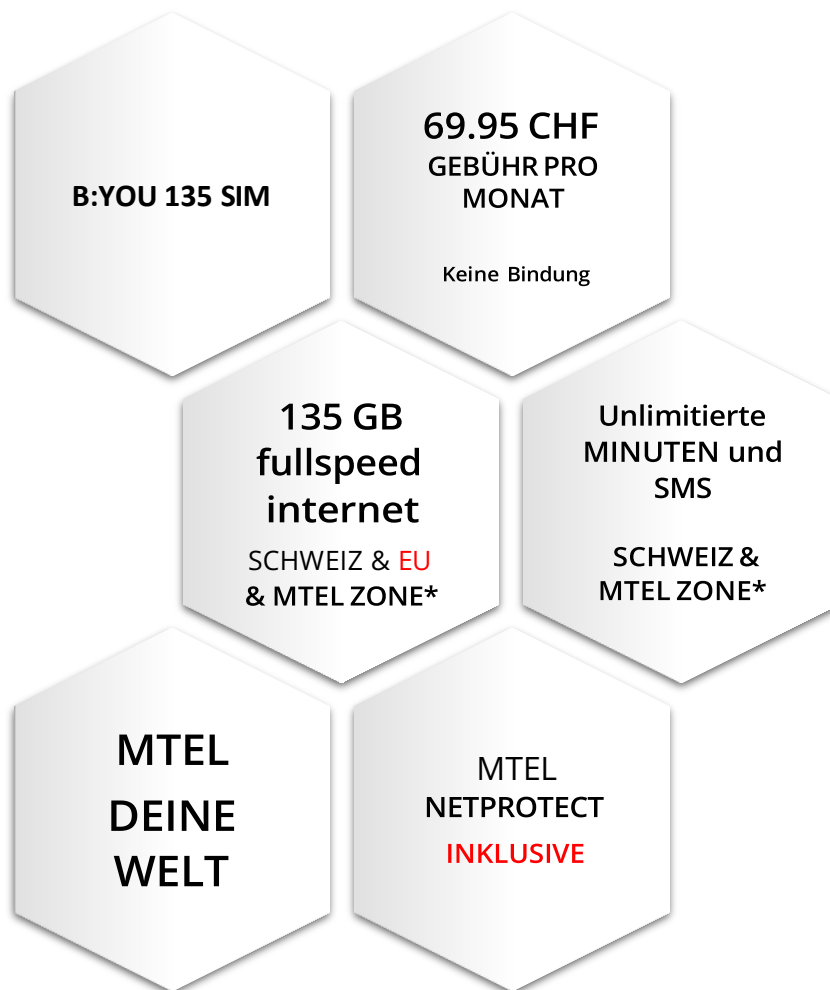 B:YOU 135 SIM
69.95 CHF
GEBÜHR PRO
MONAT
Keine Bindung
135 GB
fullspeed
internet
SCHWEIZ & EU
& MTEL ZONE*
Unlimitierte
MINUTEN und
SMS
SCHWEIZ &
MTEL ZONE*
MTEL
DEINE
WELT
MTEL
NETPROTECT
INKLUSIVE